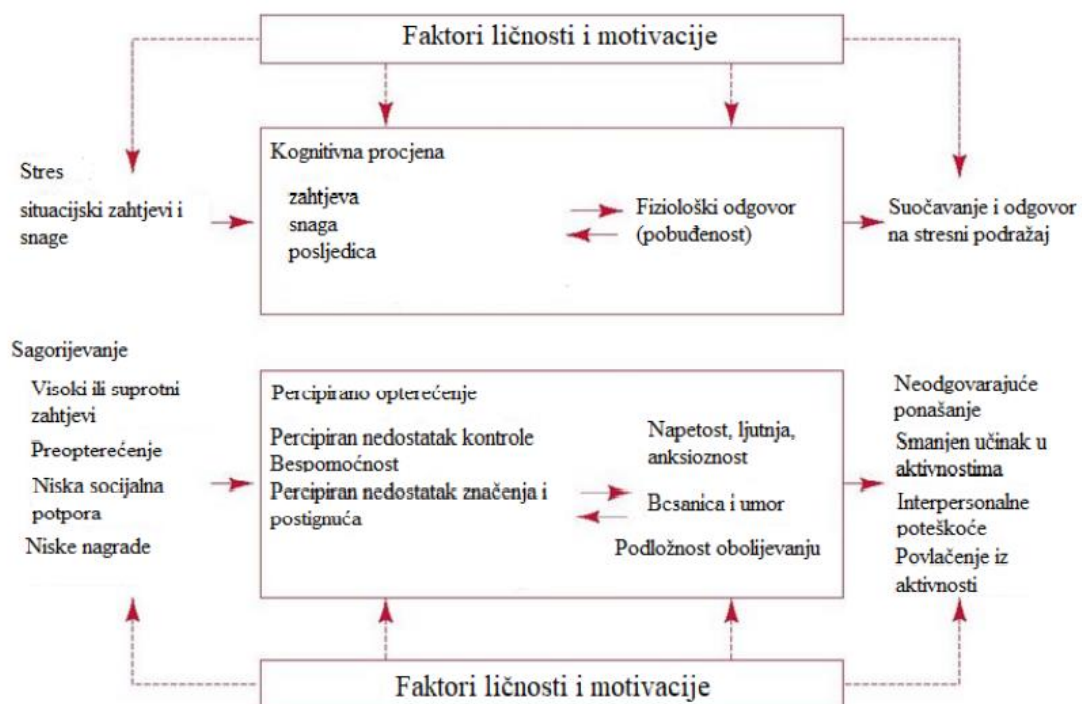 Faktori ličnosti i motivacije
Stres
situacijski zahtjevi i
snage
Kognitivna procjena
zahtjeva
snaga
posljedica
Fiziološki odgovor
(pobuđenost)
Suočavanje i odgovor
na stresni podražaj
Sagorijevanje
Visoki ili suprotni
zahtjevi
Preopterećenje
Niska socijalna
potpora
Niske nagrade
Percipirano opterećenje
Percipiran nedostatak kontrole
Bespomoćnost
Percipiran nedostatak značenja i
postignuća
Napetost, ljutnja,
anksioznost
Besanica i umor
Podložnost obolijevanju
Neodgovarajuće
ponašanje
Smanjen učinak u
aktivnostima
Interpersonalne
poteškoće
Povlačenje iz
aktivnosti
Faktori ličnosti i motivacije